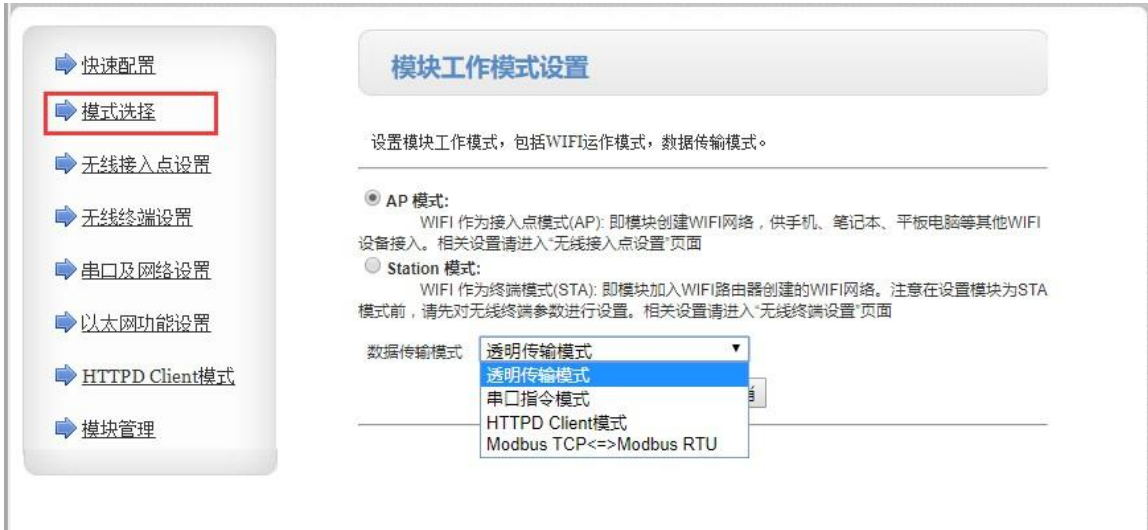 快速配置
模式选择
无线接入点设置
无线终端设置
串口及网络设置
以太网功能设置
HTTPD Client模式
模块管理
模块工作模式设置
设置模块工作模式，包括WIFI运作模式，数据传输模式。
AP 模式:
WIFI 作为接入点模式(AP): 即模块创建WIFI网络，供手机、笔记本、平板电脑等其他WIFI
设备接入。相关设置请进入“无线接入点设置”页面
Station 模式:
WIFI 作为终端模式(STA): 即模块加入WIFI路由器创建的WIFI网络。注意在设置模块为STA
模式前，请先对无线终端参数进行设置。相关设置请进入“无线终端设置”页面
数据传输模式 透明传输模式
透明传输模式
串口指令模式
HTTPD Client模式
Modbus TCP<=>Modbus RTU